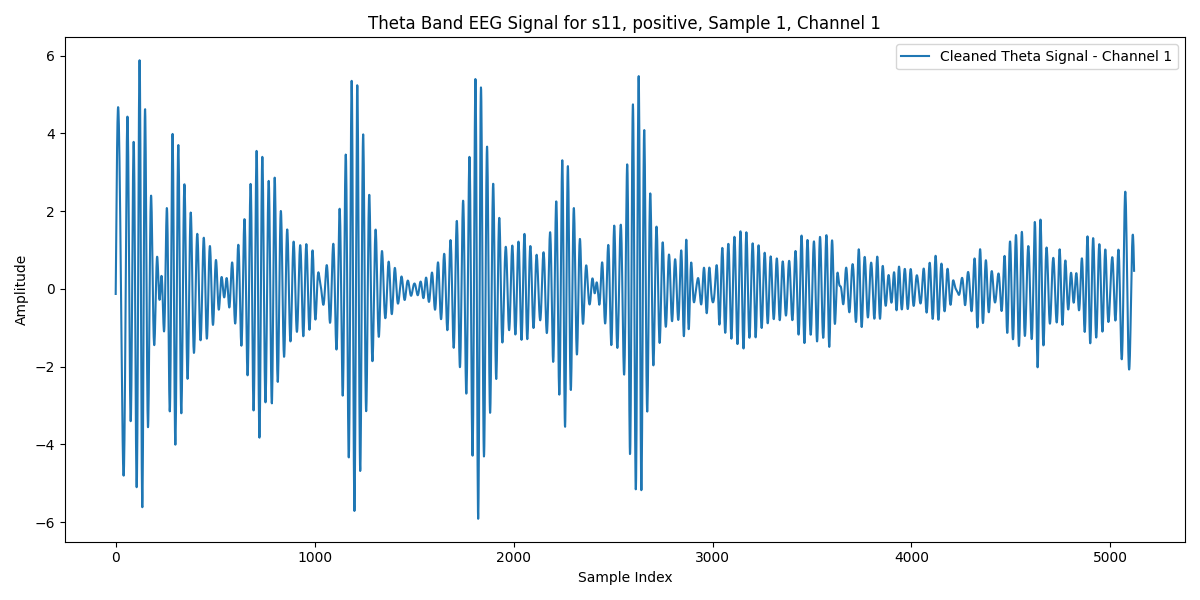 Theta Band EEG Signal for s11, positive, Sample 1, Channel 1
Cleaned Theta Signal - Channel 1
6
4
2
0
−2
−4
−6
Amplitude
0 1000 2000 3000 4000 5000
Sample Index